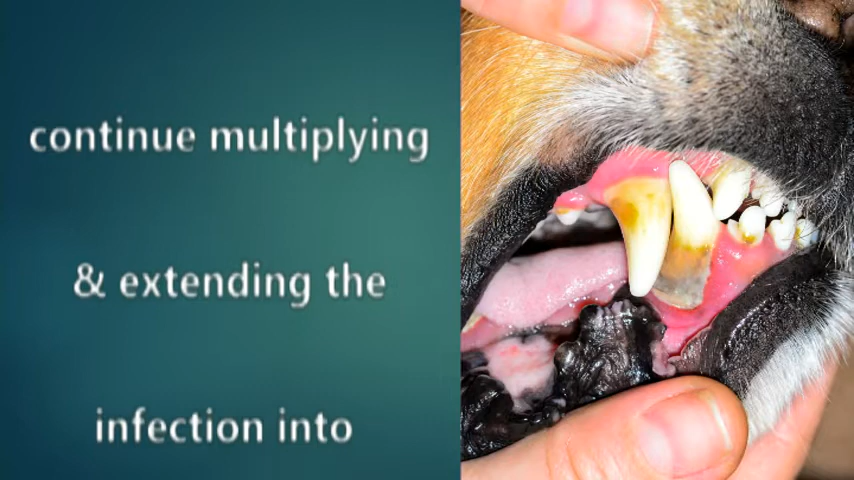 continue multiplying
& extending the
infection into